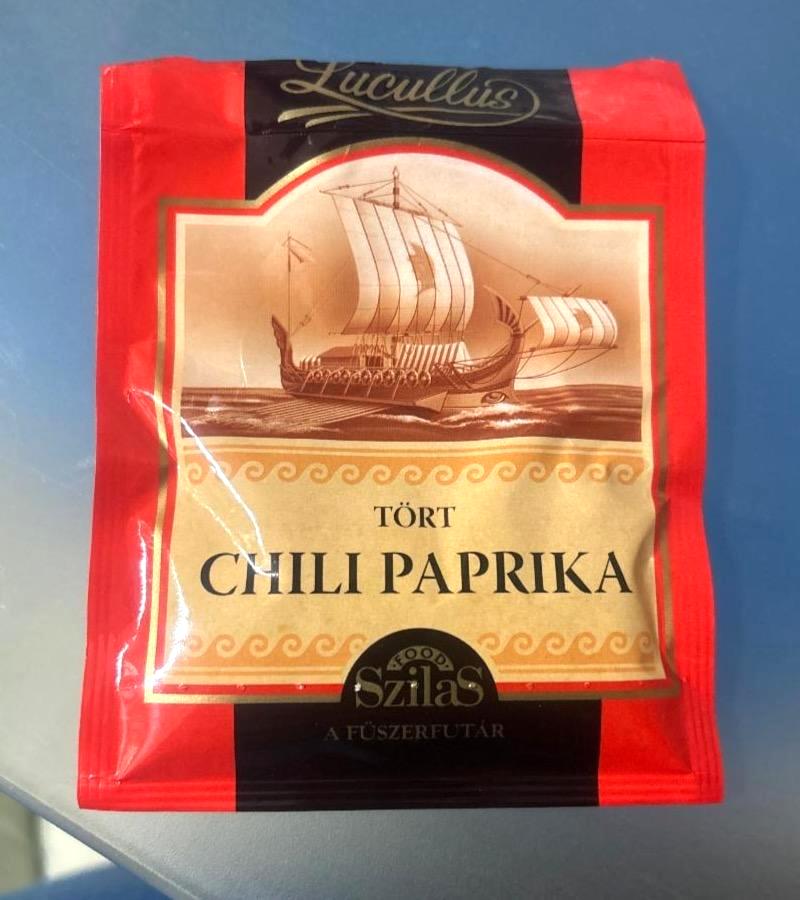 Lucullus
TÖRT
CHILI PAPRIKA
FOOD
SzilaS
A FŰSZERFUTÁR